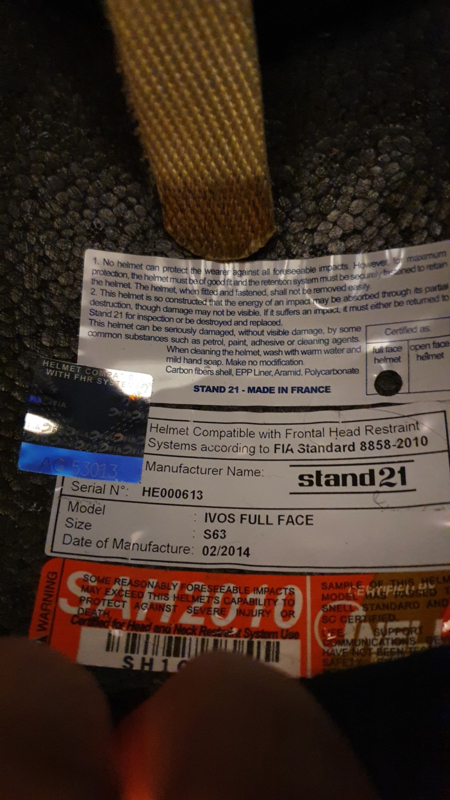 1. No helmet can protect the wearer against all foreseeable impacts. However, for maximum
protection, the helmet must be of good fit and the retention system must be securely fastened to retain
the helmet. The helmet, when fitted and fastened, shall not be removed easily.
2. This helmet is so constructed that the energy of an impact may be absorbed through its partial
destruction, though damage may not be visible. if it suffers an impact, it must either be returned to
Stand 21 for inspection or be destroyed and replaced.
This helmet can be seriously damaged, without visible damage, by some
common substances such as petrol, paint, adhesive or cleaning agents.
When cleaning the helmet, wash with warm water and
mild hand soap. Make no modification.
Carbon fibers shell, EPP Liner, Aramid, Polycarbonate
STAND 21 - MADE IN FRANCE
Certified as:
full face
helmet
open face
helmet
HELMET COMPAT
WITH FHR SYS
53013
Helmet Compatible with Frontal Head Restraint
Systems according to FIA Standard 8858-2010
Manufacturer Name: stand21
Serial N°: HE000613
Model : IVOS FULL FACE
Size : S63
Date of Manufacture: 02/2014
WARNING
SOME REASONABLY FORESEEABLE IMPACTS
MAY EXCEED THIS HELMET'S CAPABILITY TO
PROTECT AGAINST SEVERE INJURY OR
DEATH.
Certified for Head and Neck Restraint System Use
SAMPLE OF THIS HELM
MODEL HAS PASSED T
SNELL STANDARD AND
SG CERTIFIED.
SUPPORT
COMMUNICATIONS
HAVE NOT BEEN